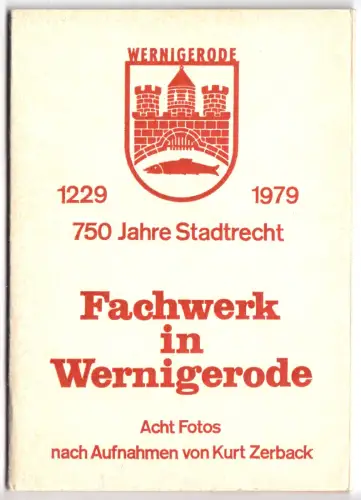 WERNIGERODE
1229 1979
750 Jahre Stadtrecht
Fachwerk
in
Wernigerode
Acht Fotos
nach Aufnahmen von Kurt Zerback